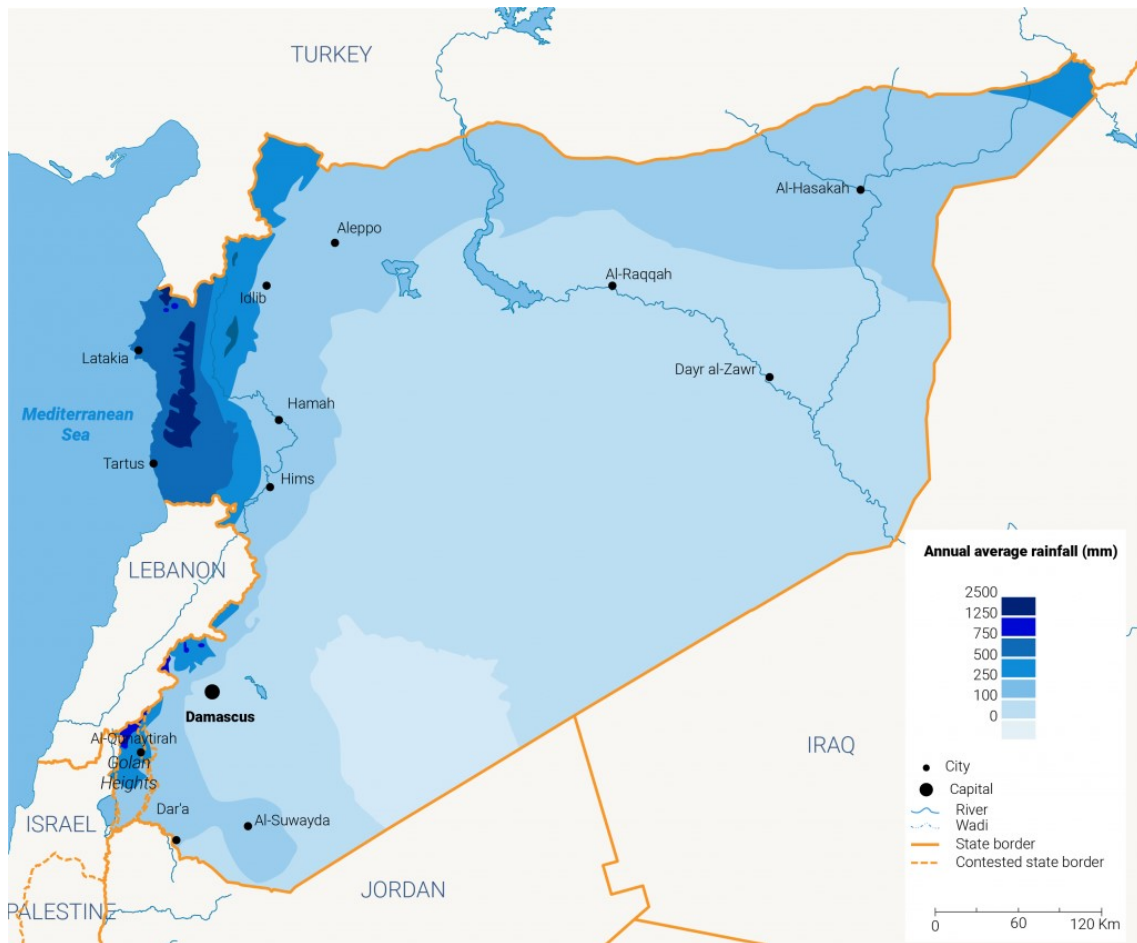 TURKEY
Al-Hasakah
Aleppo
Al-Raqqah
Idlib
Latakia
Dayr al-Zawr
Mediterranean
Sea
Hamah
Tartus
Hims
LEBANON
Damascus
Al-Qunaytirah
Golan
Heights
IRAQ
Dar'a
Al-Suwayda
ISRAEL
JORDAN
PALESTINE
Annual average rainfall (mm)
2500
1250
750
500
250
100
0
City
Capital
River
Wadi
State border
Contested state border
0 60 120 Km